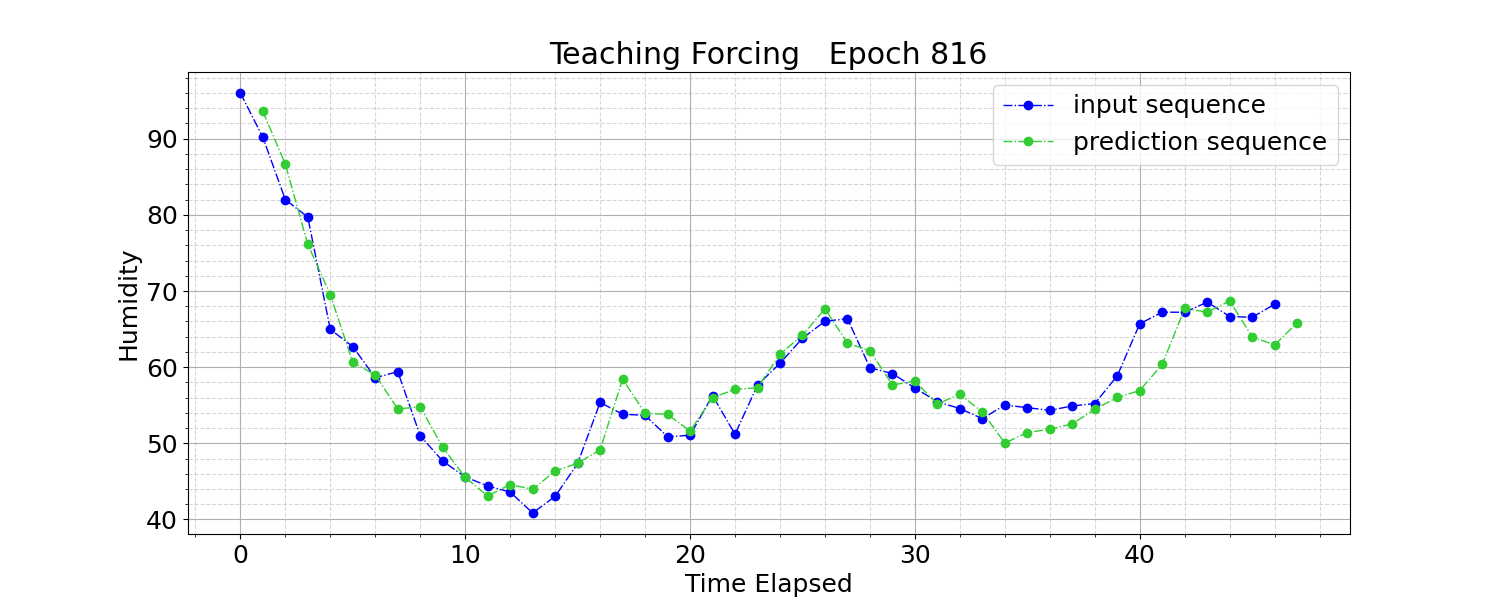 Teaching Forcing   Epoch 816
input sequence
prediction sequence
Humidity
90
80
70
60
50
40
0 10 20 30 40
Time Elapsed